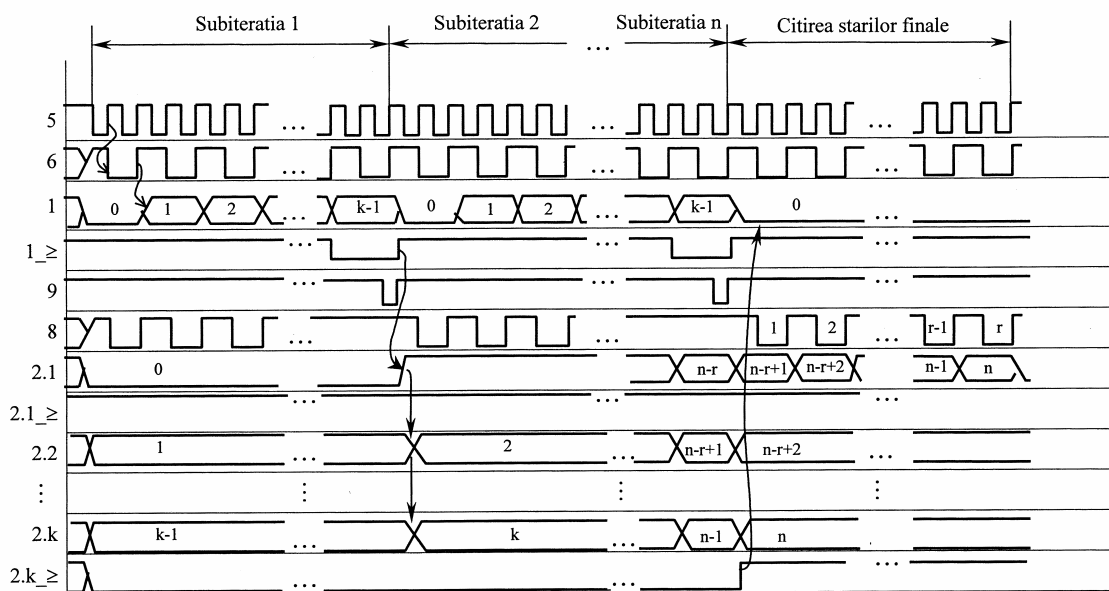 Subiteratia 1 Subiteratia 2 Subiteratia n Citirea starilor finale
...
5 ... ... ...
6 ... ... ...
1 0 1 2 ... k-1 0 1 2 ... k-1 0 ...
1_≥ ... ... ...
9 ... ... ...
8 ... ... 1 2 ... r-1 r
2.1 0 ... ... n-r n-r+1 n-r+2 ... n-1 n
2.1_≥ ... ... ...
2.2 1 ... 2 ... n-r+1 n-r+2 ...
⋮ ⋮ ⋮ ⋮
2.k k-1 ... k ... n-1 n
2.k_≥ ... ... ...